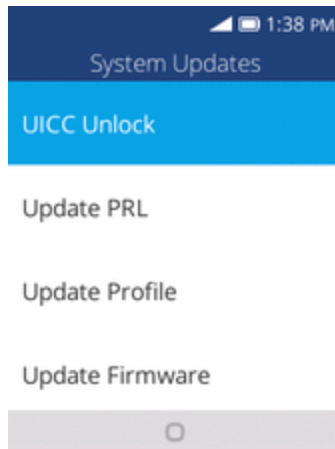 1:38 PM
System Updates
UICC Unlock
Update PRL
Update Profile
Update Firmware